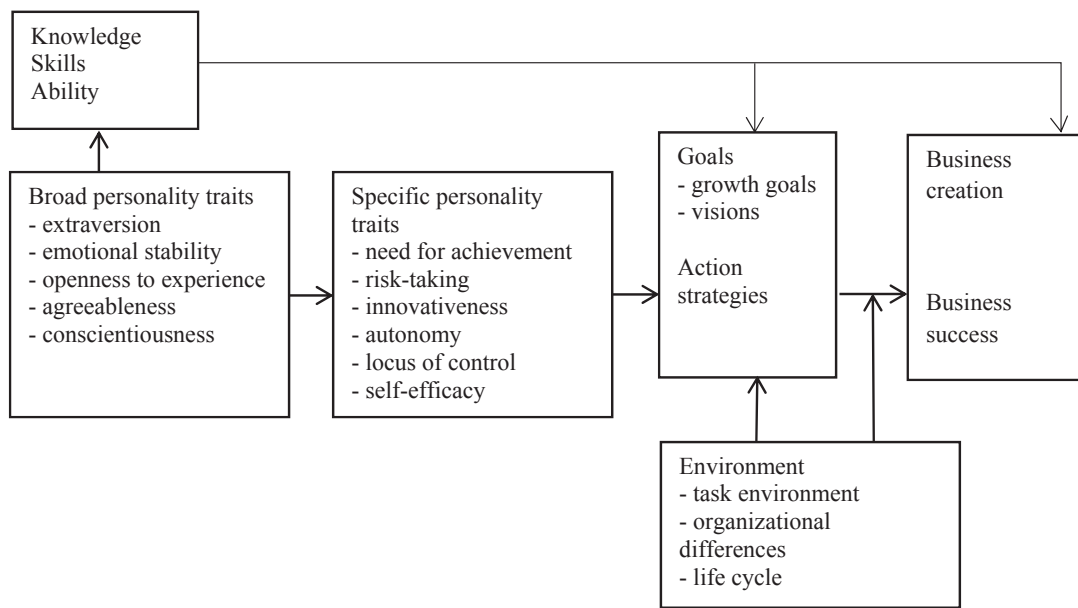 Knowledge
Skills
Ability
Broad personality traits
- extraversion
- emotional stability
- openness to experience
- agreeableness
- conscientiousness
Specific personality
traits
- need for achievement
- risk-taking
- innovativeness
- autonomy
- locus of control
- self-efficacy
Goals
- growth goals
- visions
Action
strategies
Business
creation
Business
success
Environment
- task environment
- organizational
differences
- life cycle